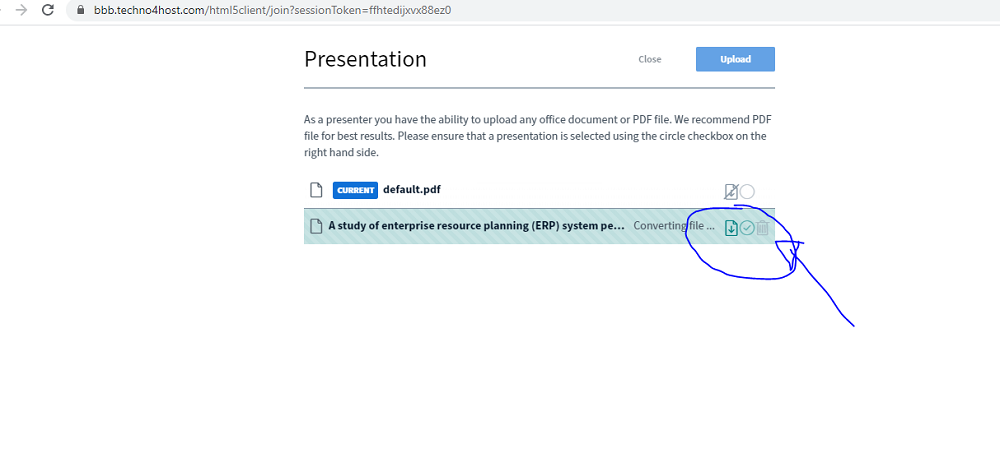 bbb.techno4host.com/html5client/join?sessionToken=ffhtedijxvx88ez0
Presentation
Close
Upload
As a presenter you have the ability to upload any office document or PDF file. We recommend PDF
file for best results. Please ensure that a presentation is selected using the circle checkbox on the
right hand side.
CURRENT default.pdf
A study of enterprise resource planning (ERP) system pe... Converting file ...